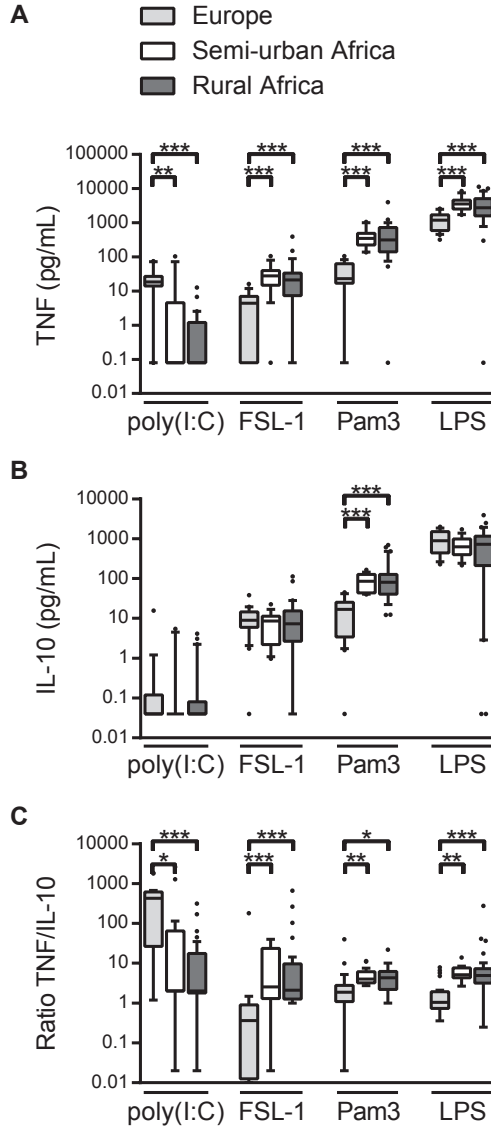 A
Europe
Semi-urban Africa
Rural Africa
TNF (pg/mL)
100000
10000
1000
100
10
1
0.1
0.01
*** ** *** *** *** *** *** ***
poly(I:C) FSL-1 Pam3 LPS
B
IL-10 (pg/mL)
10000
1000
100
10
1
0.1
0.01
*** ***
poly(I:C) FSL-1 Pam3 LPS
C
Ratio TNF/IL-10
10000
1000
100
10
1
0.1
0.01
*** * *** *** * ** *** **
poly(I:C) FSL-1 Pam3 LPS